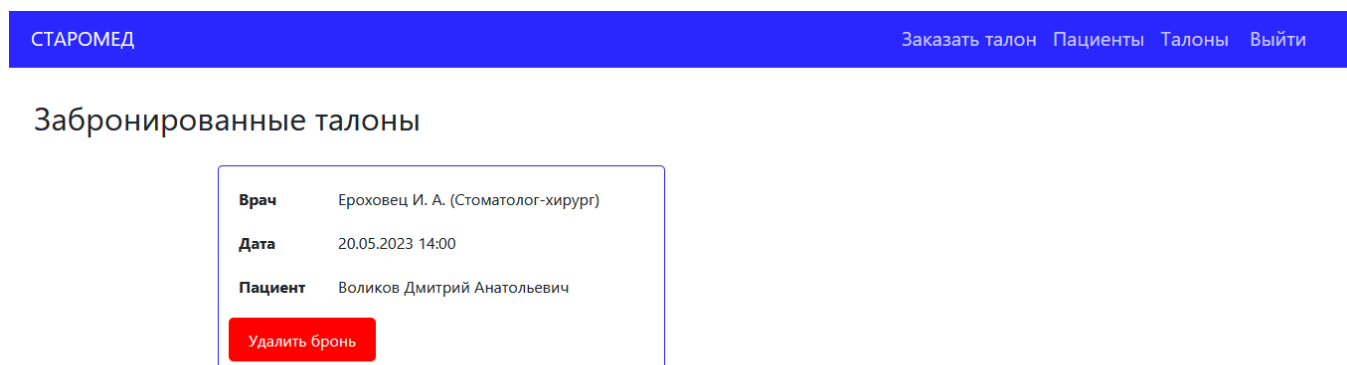 СТАРОМЕД Заказать талон Пациенты Талоны Выйти
Забронированные талоны
Врач Ероховец И. А. (Стоматолог-хирург)
Дата 20.05.2023 14:00
Пациент Воликов Дмитрий Анатольевич
Удалить бронь